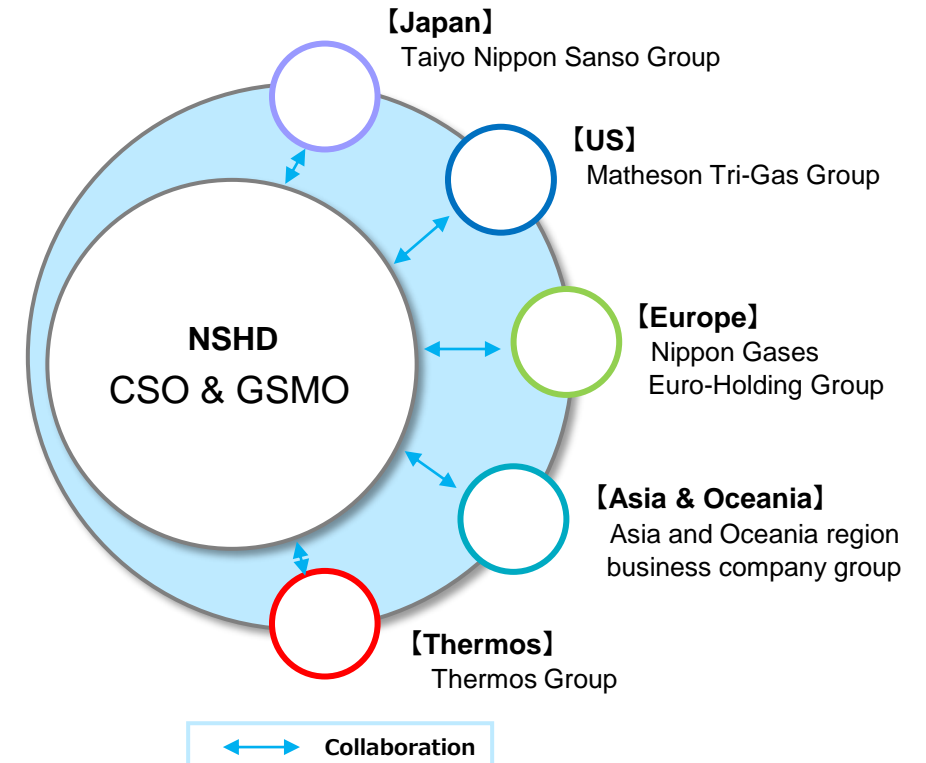 【Japan】
Taiyo Nippon Sanso Group
【US】
Matheson Tri-Gas Group
NSHD
CSO & GSMO
【Europe】
Nippon Gases
Euro-Holding Group
【Asia & Oceania】
Asia and Oceania region
business company group
【Thermos】
Thermos Group
Collaboration